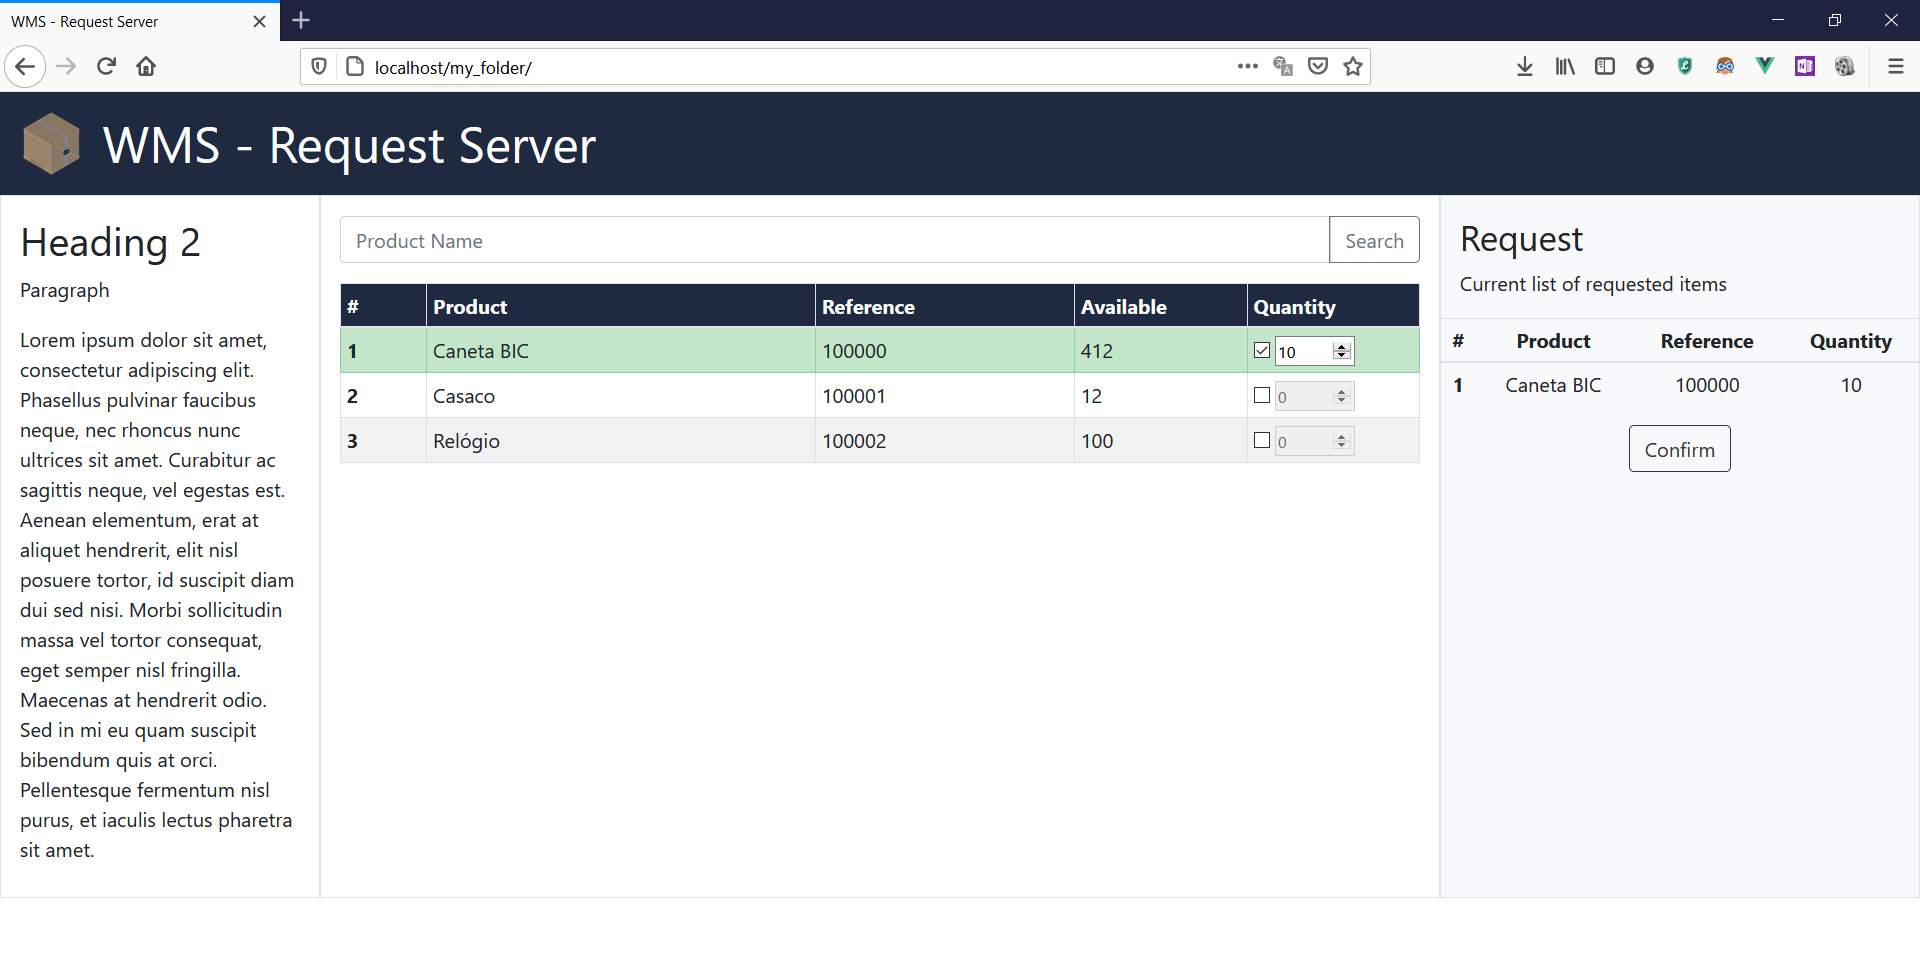 WMS - Request Server
localhost/my_folder/
WMS - Request Server
Heading 2
Paragraph
Lorem ipsum dolor sit amet,
consectetur adipiscing elit.
Phasellus pulvinar faucibus
neque, nec rhoncus nunc
ultrices sit amet. Curabitur ac
sagittis neque, vel egestas est.
Aenean elementum, erat at
aliquet hendrerit, elit nisl
posuere tortor, id suscipit diam
dui sed nisi. Morbi sollicitudin
massa vel tortor consequat,
eget semper nisl fringilla.
Maecenas at hendrerit odio.
Sed in mi eu quam suscipit
bibendum quis at orci.
Pellentesque fermentum nisl
purus, et iaculis lectus pharetra
sit amet.
Product Name Search
# Product Reference Available Quantity
1 Caneta BIC 100000 412 10
2 Casaco 100001 12 0
3 Relógio 100002 100 0
Request
Current list of requested items
# Product Reference Quantity
1 Caneta BIC 100000 10
Confirm